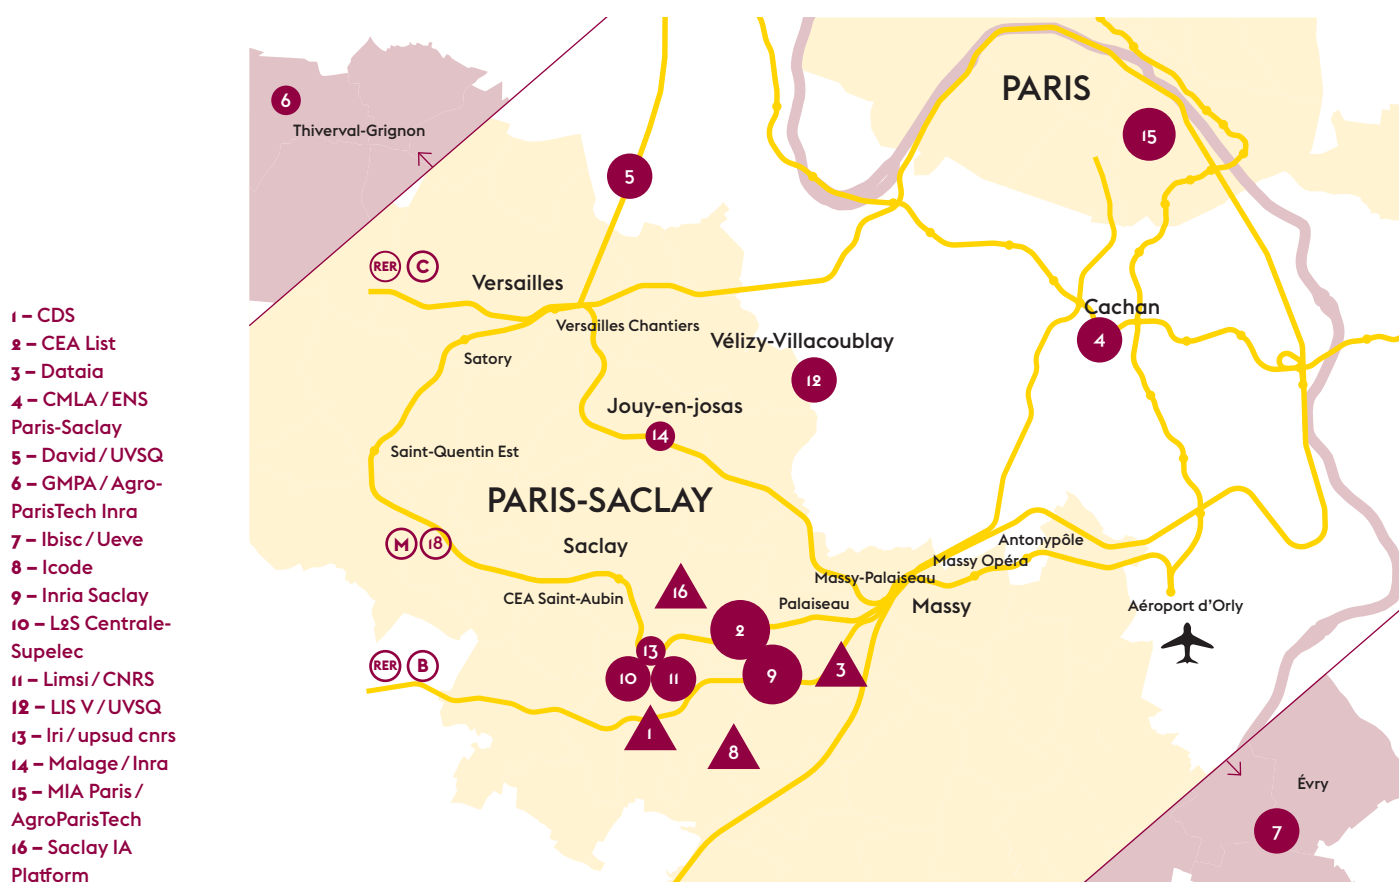 1 – CDS
2 – CEA List
3 – Dataia
4 – CMLA / ENS
Paris-Saclay
5 – David / UVSQ
6 – GMPA / Agro-
ParisTech Inra
7 – Ibisc / Ueve
8 – Icode
9 – Inria Saclay
10 – L2S Centrale-
Supelec
11 – Limsi / CNRS
12 – LIS V / UVSQ
13 – Iri / upsud cnrs
14 – Malage / Inra
15 – MIA Paris /
AgroParisTech
16 – Saclay IA
Platform
6
Thiverval-Grignon
PARIS
15
5
RER C
Versailles
Versailles Chantiers
Cachan
4
Satory
Vélizy-Villacoublay
12
Jouy-en-josas
14
Saint-Quentin Est
PARIS-SACLAY
M 18
Saclay
Antonypôle
Massy Opéra
Massy-Palaiseau
CEA Saint-Aubin
16
Palaiseau
Massy
Aéroport d'Orly
2
13
RER B
10
11
9
3
1
8
Évry
7